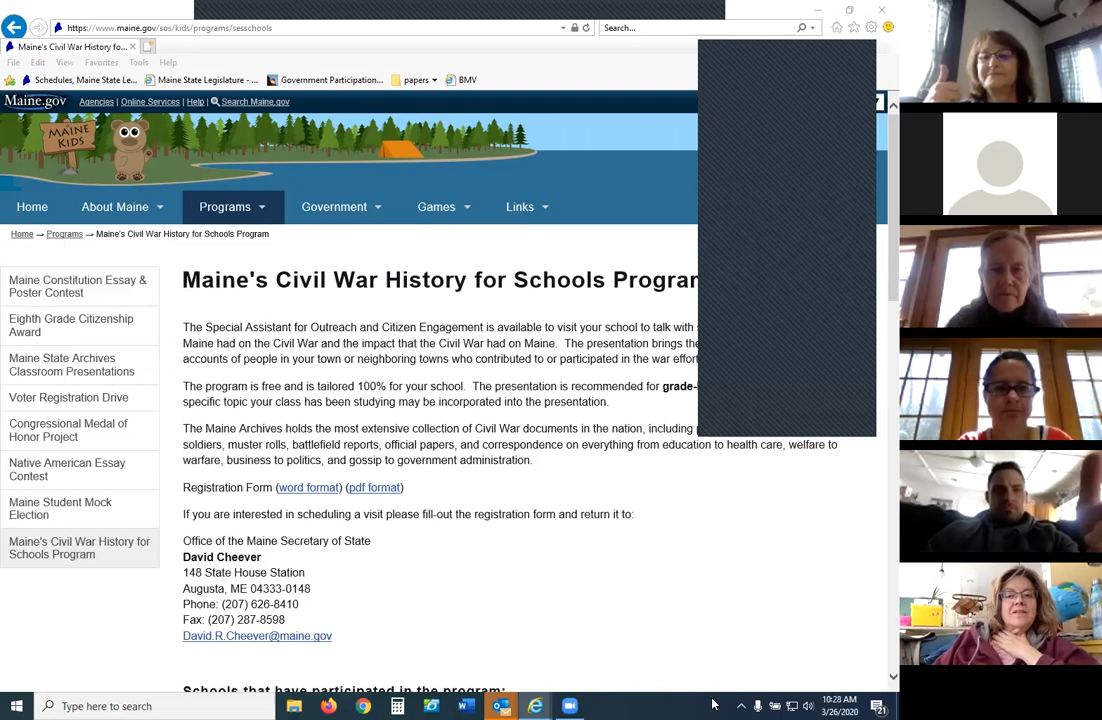 https://www.maine.gov/sos/kids/programs/sesschools
Search...
Maine's Civil War History fo...
File Edit View Favorites Tools Help
Schedules, Maine State Le... Maine State Legislature - ... Government Participation... papers BMV
Maine.gov Agencies | Online Services | Help | Search Maine.gov
MAINE
KIDS
Home About Maine Programs Government Games Links
Home → Programs → Maine's Civil War History for Schools Program
Maine Constitution Essay &
Poster Contest
Eighth Grade Citizenship
Award
Maine State Archives
Classroom Presentations
Voter Registration Drive
Congressional Medal of
Honor Project
Native American Essay
Contest
Maine Student Mock
Election
Maine's Civil War History for
Schools Program
Maine's Civil War History for Schools Program
The Special Assistant for Outreach and Citizen Engagement is available to visit your school to talk with
Maine had on the Civil War and the impact that the Civil War had on Maine. The presentation brings the
accounts of people in your town or neighboring towns who contributed to or participated in the war effort
The program is free and is tailored 100% for your school. The presentation is recommended for grade-
specific topic your class has been studying may be incorporated into the presentation.
The Maine Archives holds the most extensive collection of Civil War documents in the nation, including
soldiers, muster rolls, battlefield reports, official papers, and correspondence on everything from education to health care, welfare to
warfare, business to politics, and gossip to government administration.
Registration Form (word format) (pdf format)
If you are interested in scheduling a visit please fill-out the registration form and return it to:
Office of the Maine Secretary of State
David Cheever
148 State House Station
Augusta, ME 04333-0148
Phone: (207) 626-8410
Fax: (207) 287-8598
David.R.Cheever@maine.gov
Schools that have participated in the program:
Type here to search
10:28 AM
3/26/2020
21